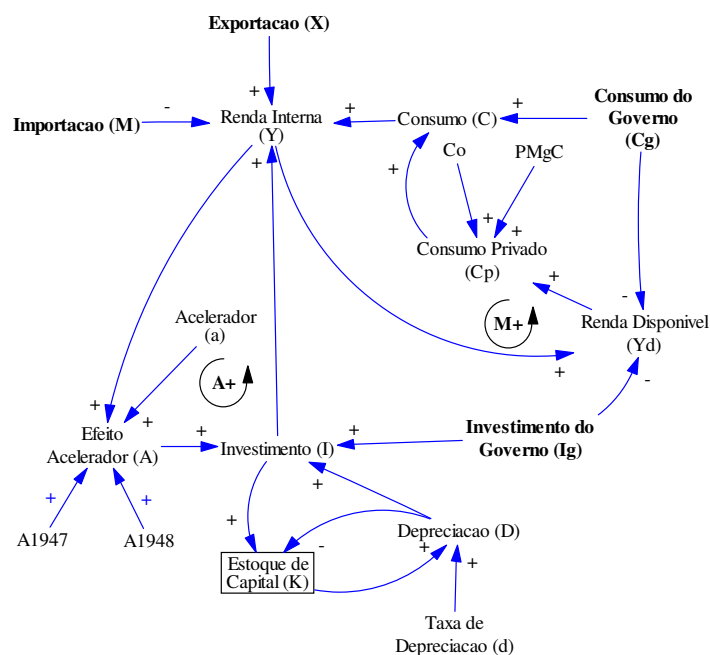 Exportacao (X)
+
-
Importacao (M)
Renda Interna
(Y)
+
+
Consumo (C)
+
Consumo do
Governo
(Cg)
Co
PMgC
+
+
+
Consumo Privado
(Cp)
+
-
M+
Renda Disponivel
(Yd)
+
-
Acelerador
(a)
A+
+
+
Efeito
Acelerador (A)
+
Investimento (I)
+
Investimento do
Governo (Ig)
+
+
A1947
A1948
+
+
-
Depreciacao (D)
+
+
Estoque de
Capital (K)
Taxa de
Depreciacao (d)